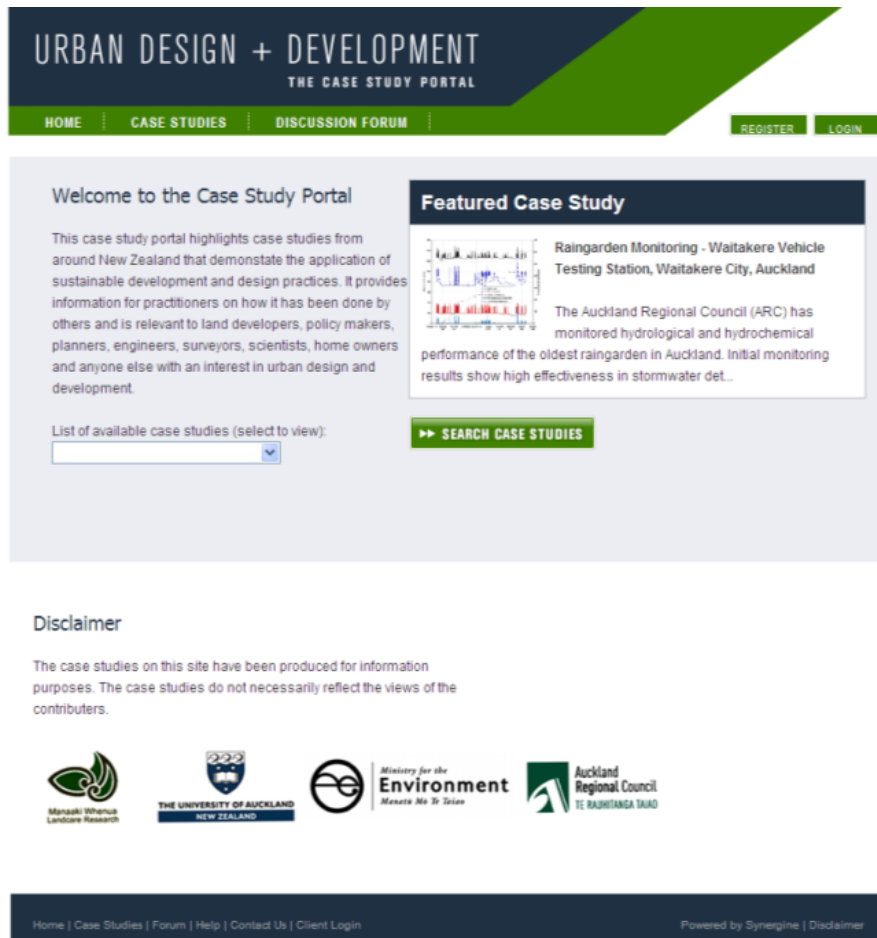 URBAN DESIGN + DEVELOPMENT
THE CASE STUDY PORTAL
HOME
CASE STUDIES
DISCUSSION FORUM
REGISTER
LOGIN
Welcome to the Case Study Portal
This case study portal highlights case studies from
around New Zealand that demonstate the application of
sustainable development and design practices. It provides
information for practitioners on how it has been done by
others and is relevant to land developers, policy makers,
planners, engineers, surveyors, scientists, home owners
and anyone else with an interest in urban design and
development.
List of available case studies (select to view):
Featured Case Study
Raingarden Monitoring - Waitakere Vehicle
Testing Station, Waitakere City, Auckland
The Auckland Regional Council (ARC) has
monitored hydrological and hydrochemical
performance of the oldest raingarden in Auckland. Initial monitoring
results show high effectiveness in stormwater det...
SEARCH CASE STUDIES
Disclaimer
The case studies on this site have been produced for information
purposes. The case studies do not necessarily reflect the views of the
contributers.
Manaaki Whenua
Landcare Research
THE UNIVERSITY OF AUCKLAND
NEW ZEALAND
Ministry for the
Environment
Manatū Mō Te Taiao
Auckland
Regional Council
TE RAUHITANGA TAIAO
Home | Case Studies | Forum | Help | Contact Us | Client Login
Powered by Synergine | Disclaimer